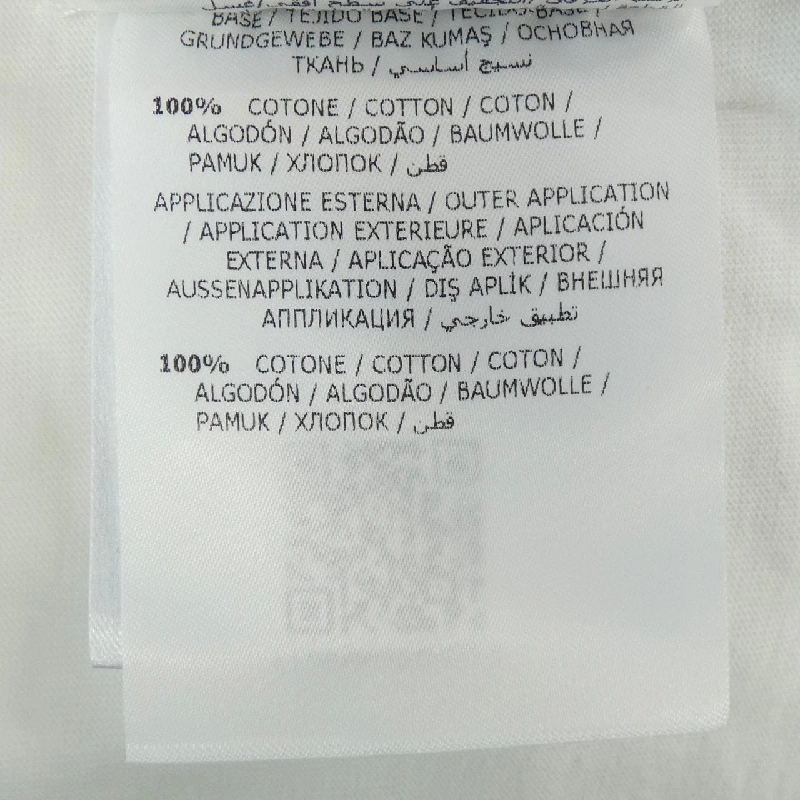 BASE / TEJIDO BASE / TECIDO BASE /
GRUNDGEWEBE / BAZ KUMAŞ / ОСНОВНАЯ
ТКАНЬ / نسيج أساسي
100% COTONE / COTTON / COTON /
ALGODÓN / ALGODÃO / BAUMWOLLE /
PAMUK / ХЛОПОК / قطن
APPLICAZIONE ESTERNA / OUTER APPLICATION
/ APPLICATION EXTERIEURE / APLICACIÓN
EXTERNA / APLICAÇÃO EXTERIOR /
AUSSENAPPLIKATION / DIŞ APLİK / ВНЕШНЯЯ
АППЛИКАЦИЯ / تطبيق خارجي
100% COTONE / COTTON / COTON /
ALGODÓN / ALGODÃO / BAUMWOLLE /
PAMUK / ХЛОПОК / قطن